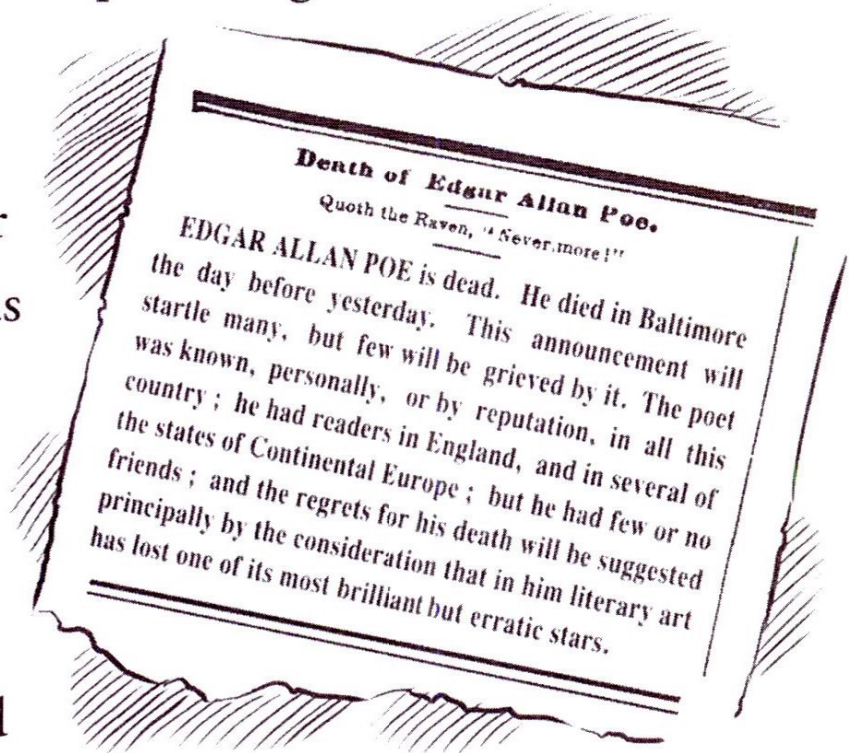 Death of Edgar Allan Poe.
Quoth the Raven, "Never.more!"
EDGAR ALLAN POE is dead. He died in Baltimore
the day before yesterday. This announcement will
startle many, but few will be grieved by it. The poet
was known, personally, or by reputation, in all this
country ; he had readers in England, and in several of
the states of Continental Europe ; but he had few or no
friends ; and the regrets for his death will be suggested
principally by the consideration that in him literary art
has lost one of its most brilliant but erratic stars.